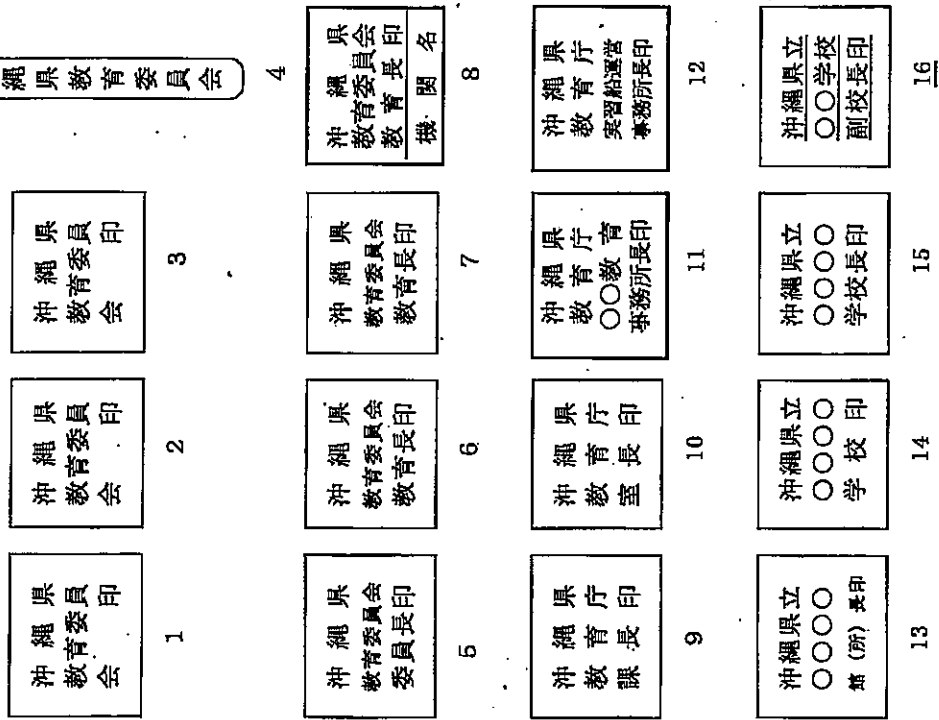 沖縄県
教育委員
会印
1
沖縄県
教育委員
会印
2
沖縄県
教育委員
会印
3
縄県教育委員会
4
沖縄県
教育委員会
委員長印
5
沖縄県
教育委員会
教育長印
6
沖縄県
教育委員会
教育長印
7
沖縄県
教育委員会
教育長印
機関名
8
沖縄県
教育庁
課長印
9
沖縄県
教育庁
室長印
10
沖縄県
教育庁
○○教育
事務所長印
11
沖縄県
教育庁
実習船運営
事務所長印
12
沖縄県立
○○○○
館(所)長印
13
沖縄県立
○○○○
学校印
14
沖縄県立
○○○○
学校長印
15
沖縄県立
○○学校
副校長印
16